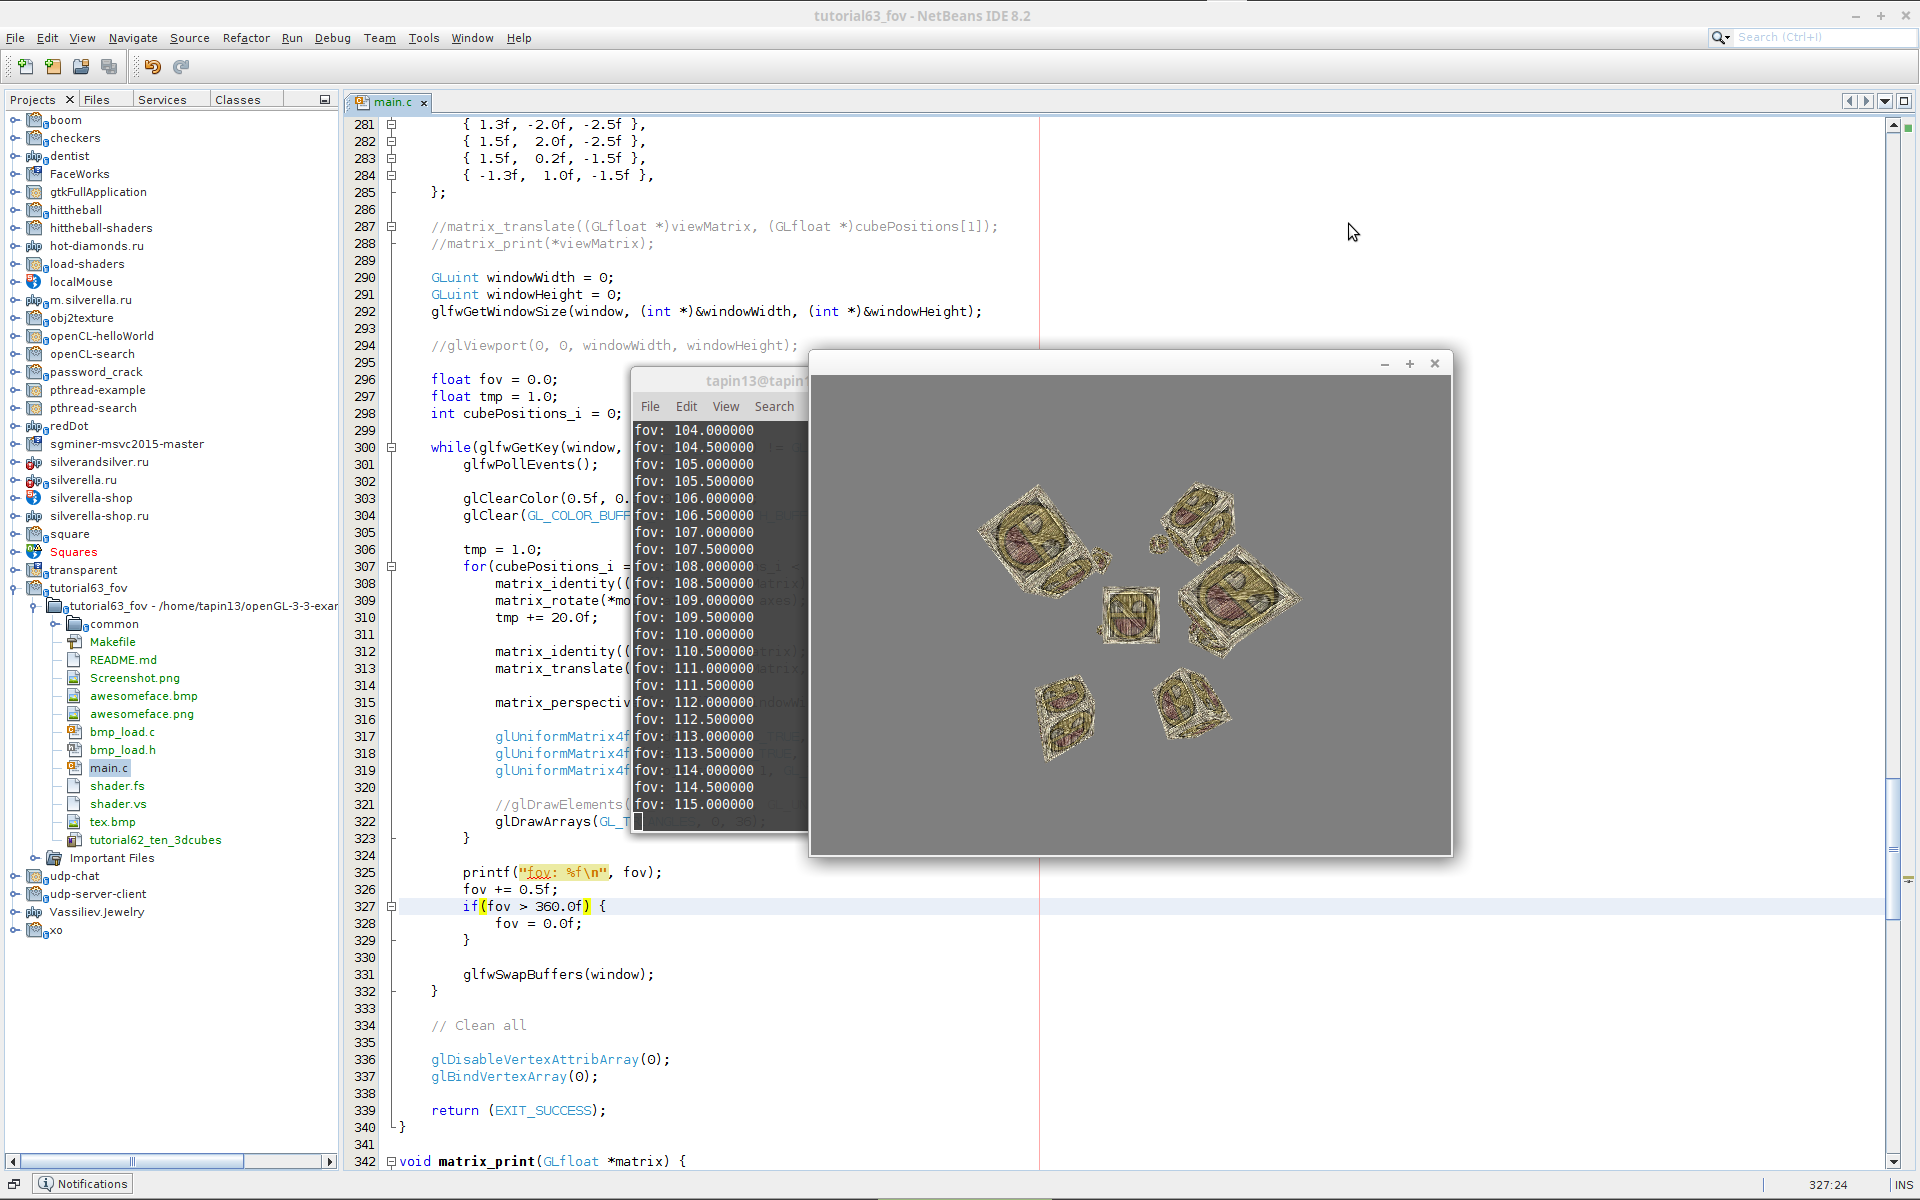 tutorial63_fov - NetBeans IDE 8.2
File Edit View Navigate Source Refactor Run Debug Team Tools Window Help
Search (Ctrl+I)
Projects Files Services Classes
boom
checkers
dentist
FaceWorks
gtkFullApplication
hittheball
hittheball-shaders
hot-diamonds.ru
load-shaders
localMouse
m.silverella.ru
obj2texture
openCL-helloWorld
openCL-search
password_crack
pthread-example
pthread-search
redDot
sgminer-msvc2015-master
silverandsilver.ru
silverella.ru
silverella-shop
silverella-shop.ru
square
Squares
transparent
tutorial63_fov
tutorial63_fov - /home/tapin13/openGL-3-3-exar
common
Makefile
README.md
Screenshot.png
awesomeface.bmp
awesomeface.png
bmp_load.c
bmp_load.h
main.c
shader.fs
shader.vs
tex.bmp
tutorial62_ten_3dcubes
Important Files
udp-chat
udp-server-client
Vassiliev.Jewelry
xo
main.c
281 { 1.3f, -2.0f, -2.5f },
282 { 1.5f, 2.0f, -2.5f },
283 { 1.5f, 0.2f, -1.5f },
284 { -1.3f, 1.0f, -1.5f },
285 };
286
287 //matrix_translate((GLfloat *)viewMatrix, (GLfloat *)cubePositions[1]);
288 //matrix_print(*viewMatrix);
289
290 GLuint windowWidth = 0;
291 GLuint windowHeight = 0;
292 glfwGetWindowSize(window, (int *)&windowWidth, (int *)&windowHeight);
293
294 //glViewport(0, 0, windowWidth, windowHeight);
295
296 float fov = 0.0;
297 float tmp = 1.0;
298 int cubePositions_i = 0;
299
300 while(glfwGetKey(window,
301 glfwPollEvents();
302
303 glClearColor(0.5f, 0.
304 glClear(GL_COLOR_BUFF
305
306 tmp = 1.0;
307 for(cubePositions_i =
308 matrix_identity((
309 matrix_rotate(*mo
310 tmp += 20.0f;
311
312 matrix_identity((
313 matrix_translate(
314
315 matrix_perspectiv
316
317 glUniformMatrix4f
318 glUniformMatrix4f
319 glUniformMatrix4f
320
321 //glDrawElements(
322 glDrawArrays(GL_T
323 }
324
325 printf("fov: %f\n", fov);
326 fov += 0.5f;
327 if(fov > 360.0f) {
328 fov = 0.0f;
329 }
330
331 glfwSwapBuffers(window);
332 }
333
334 // Clean all
335
336 glDisableVertexAttribArray(0);
337 glBindVertexArray(0);
338
339 return (EXIT_SUCCESS);
340 }
341
342 void matrix_print(GLfloat *matrix) {
tapin13@tapin1
File Edit View Search
fov: 104.000000
fov: 104.500000
fov: 105.000000
fov: 105.500000
fov: 106.000000
fov: 106.500000
fov: 107.000000
fov: 107.500000
fov: 108.000000
fov: 108.500000
fov: 109.000000
fov: 109.500000
fov: 110.000000
fov: 110.500000
fov: 111.000000
fov: 111.500000
fov: 112.000000
fov: 112.500000
fov: 113.000000
fov: 113.500000
fov: 114.000000
fov: 114.500000
fov: 115.000000
Notifications
327:24 INS